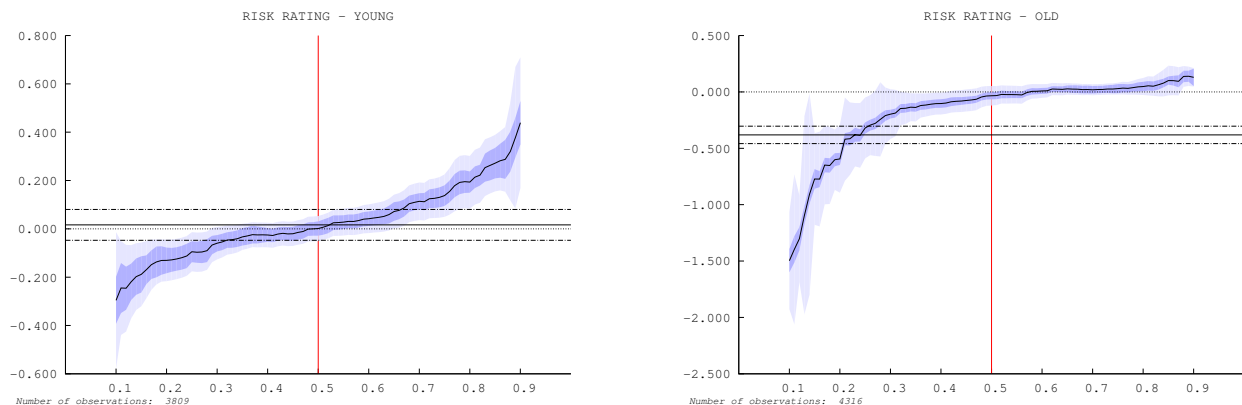 RISK RATING - YOUNG
0.800
0.600
0.400
0.200
0.000
-0.200
-0.400
-0.600
0.1 0.2 0.3 0.4 0.5 0.6 0.7 0.8 0.9
Number of observations: 3809
RISK RATING - OLD
0.500
0.000
-0.500
-1.000
-1.500
-2.000
-2.500
0.1 0.2 0.3 0.4 0.5 0.6 0.7 0.8 0.9
Number of observations: 4316